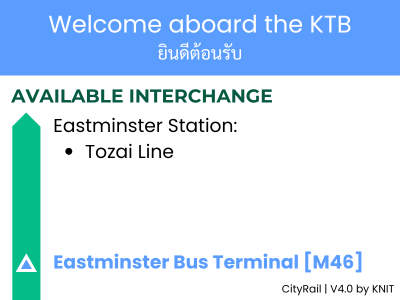 Welcome aboard the KTB
ยินดีต้อนรับ
AVAILABLE INTERCHANGE
Eastminster Station:
• Tozai Line
Eastminster Bus Terminal [M46]
CityRail | V4.0 by KNIT